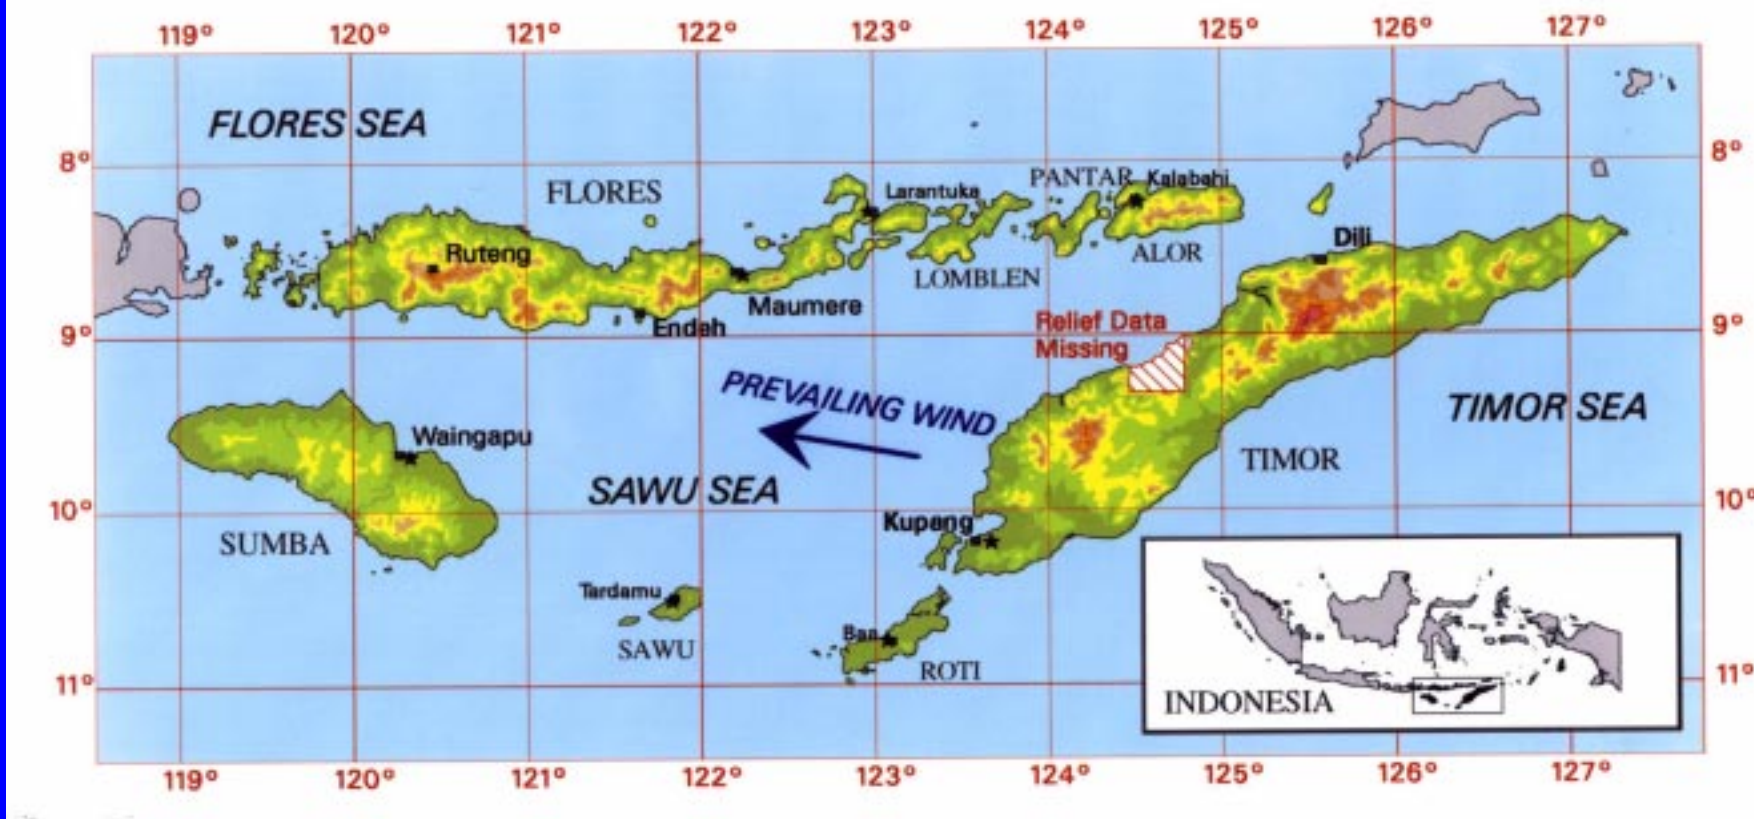 119° 120° 121° 122° 123° 124° 125° 126° 127°
FLORES SEA
8° 8°
FLORES
Larantuka
PANTAR
Kalabahi
Ruteng
Dili
ALOR
LOMBLEN
Maumere
Endeh
Relief Data
Missing
9° 9°
PREVAILING WIND
TIMOR SEA
Waingapu
TIMOR
SAWU SEA
10° 10°
Kupang
SUMBA
Tardamu
Baa
SAWU
ROTI
11° 11°
INDONESIA
119° 120° 121° 122° 123° 124° 125° 126° 127°